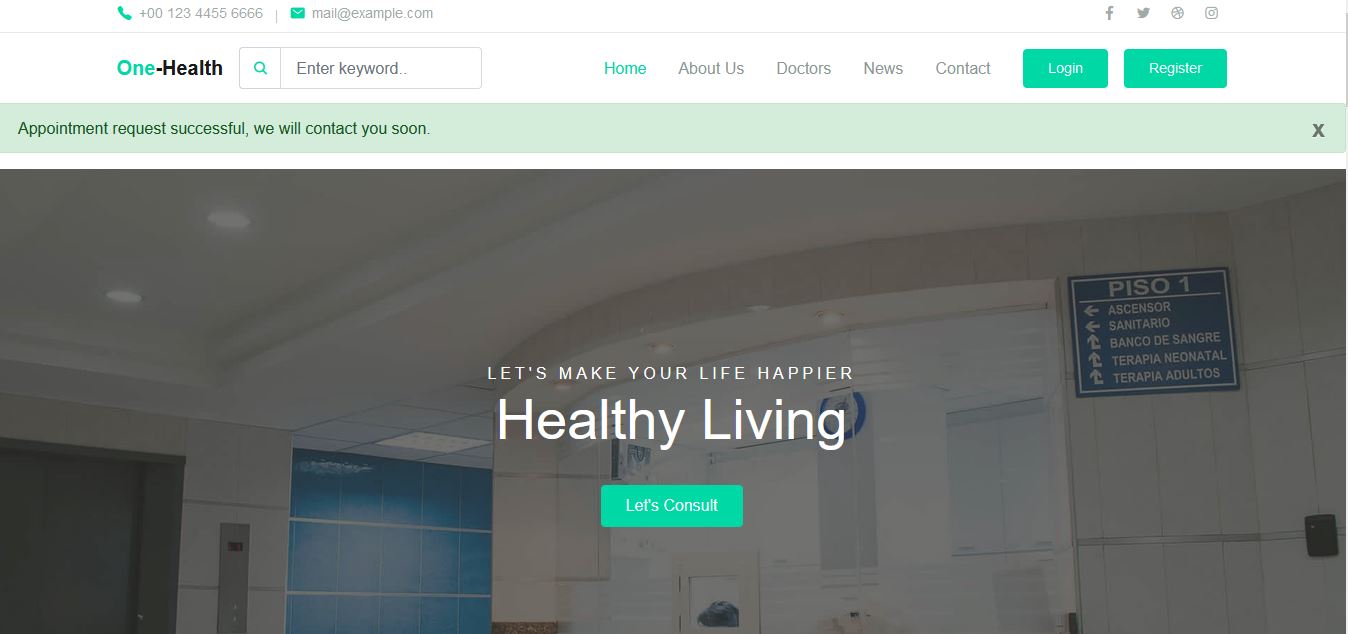 +00 123 4455 6666 | mail@example.com
One-Health Enter keyword.. Home About Us Doctors News Contact Login Register
Appointment request successful, we will contact you soon. x
PISO 1
ASCENSOR
SANITARIO
BANCO DE SANGRE
TERAPIA NEONATAL
TERAPIA ADULTOS
LET'S MAKE YOUR LIFE HAPPIER
Healthy Living
Let's Consult